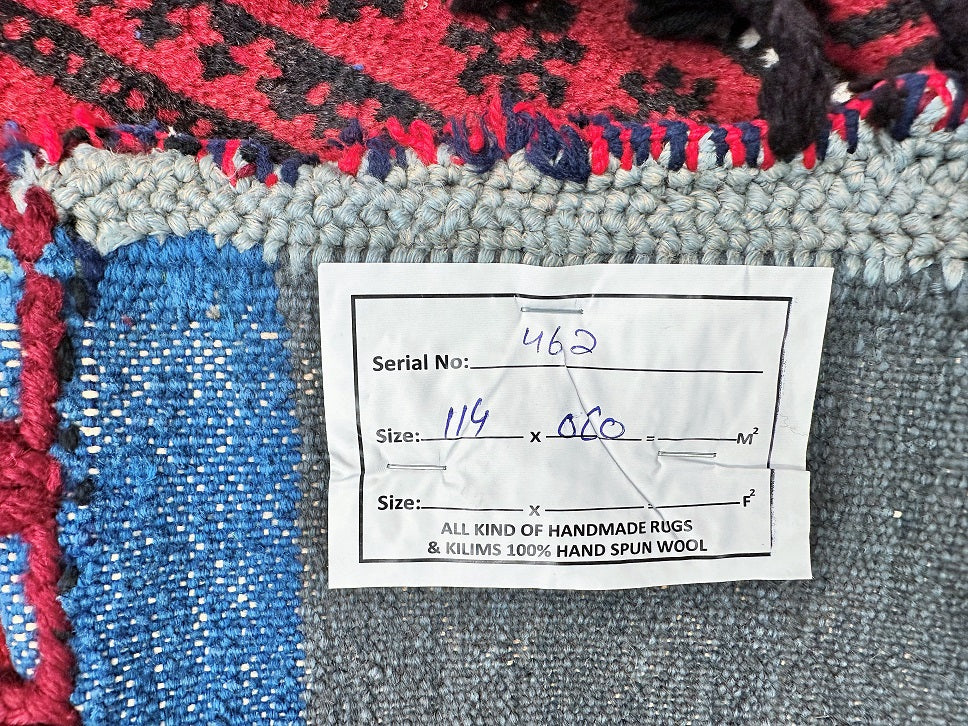 Serial No: 462
Size: 114 x 060 = M²
Size: x = F²
ALL KIND OF HANDMADE RUGS
& KILIMS 100% HAND SPUN WOOL